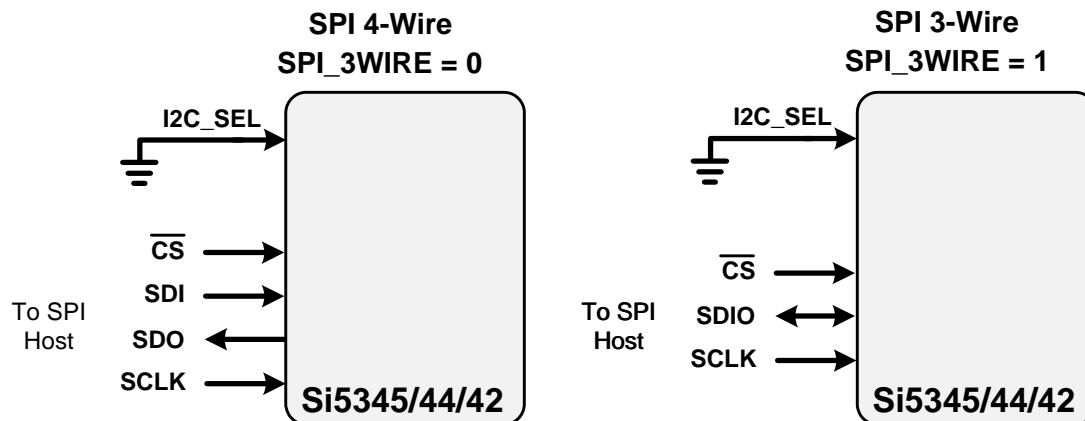 SPI 4-Wire
SPI_3WIRE = 0
I2C_SEL
CS
SDI
To SPI
Host
SDO
SCLK
Si5345/44/42
SPI 3-Wire
SPI_3WIRE = 1
I2C_SEL
CS
To SPI
Host
SDIO
SCLK
Si5345/44/42